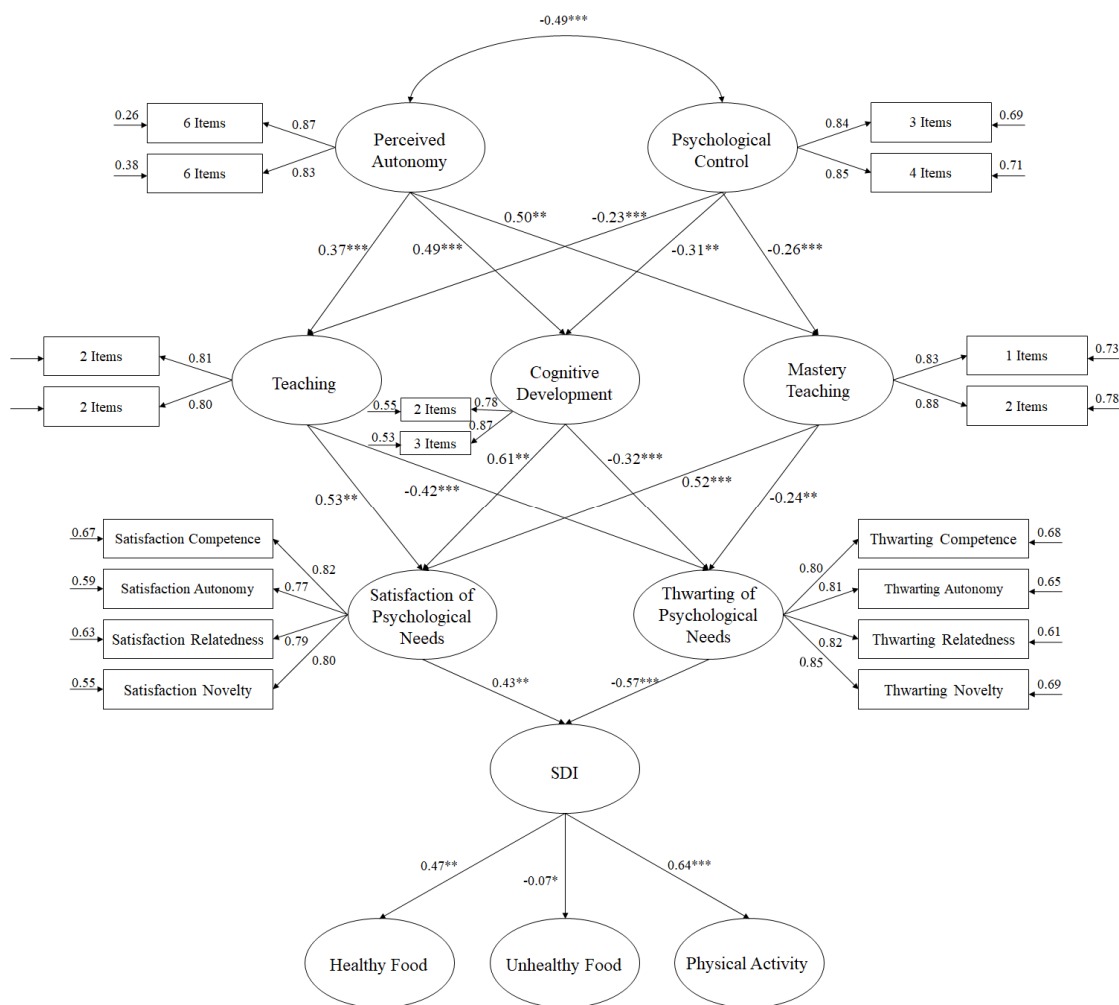 -0.49***
0.26
6 Items
0.87
0.38
6 Items
0.83
Perceived
Autonomy
Psychological
Control
0.84
3 Items
0.69
0.85
4 Items
0.71
0.37***
0.49***
0.50**
-0.23***
-0.31**
-0.26***
2 Items
0.81
2 Items
0.80
Teaching
Cognitive
Development
0.55
2 Items
0.78
0.53
3 Items
0.87
Mastery
Teaching
0.83
1 Items
0.73
0.88
2 Items
0.78
0.53**
-0.42***
0.61**
-0.32***
0.52***
-0.24**
0.67
Satisfaction Competence
0.82
0.59
Satisfaction Autonomy
0.77
0.63
Satisfaction Relatedness
0.79
0.55
Satisfaction Novelty
0.80
Satisfaction of
Psychological
Needs
Thwarting of
Psychological
Needs
0.80
Thwarting Competence
0.68
0.81
Thwarting Autonomy
0.65
0.82
Thwarting Relatedness
0.61
0.85
Thwarting Novelty
0.69
0.43**
-0.57***
SDI
0.47**
-0.07*
0.64***
Healthy Food
Unhealthy Food
Physical Activity